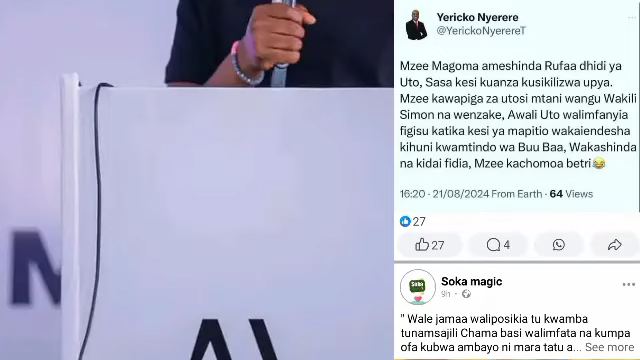 Yericko Nyerere
@YerickoNyerereT
Mzee Magoma ameshinda Rufaa dhidi ya
Uto, Sasa kesi kuanza kusikilizwa upya.
Mzee kawapiga za utosi mtani wangu Wakili
Simon na wenzake, Awali Uto walimfanyia
figisu katika kesi ya mapitio wakaiendesha
kihuni kwamtindo wa Buu Baa, Wakashinda
na kidai fidia, Mzee kachomoa betri😂
16:20 · 21/08/2024 From Earth · 64 Views
27
27
4
Soka magic
9h
" Wale jamaa waliposikia tu kwamba
tunamsajili Chama basi walimfata na kumpa
ofa kubwa ambayo ni mara tatu a... See more
M